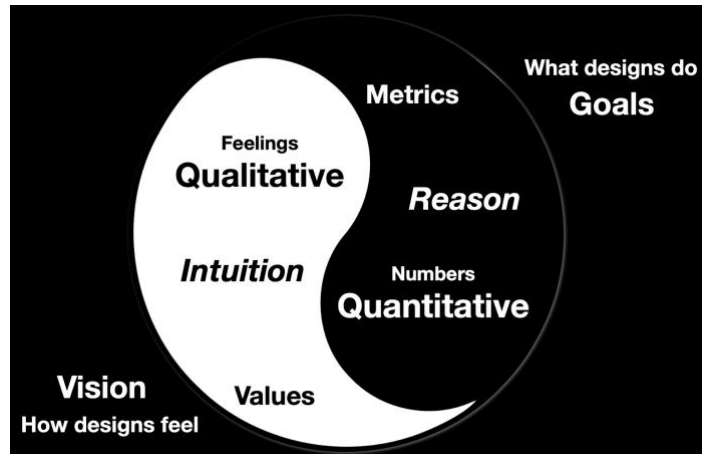 What designs do
Goals
Metrics
Feelings
Qualitative
Reason
Intuition
Numbers
Quantitative
Vision
How designs feel
Values